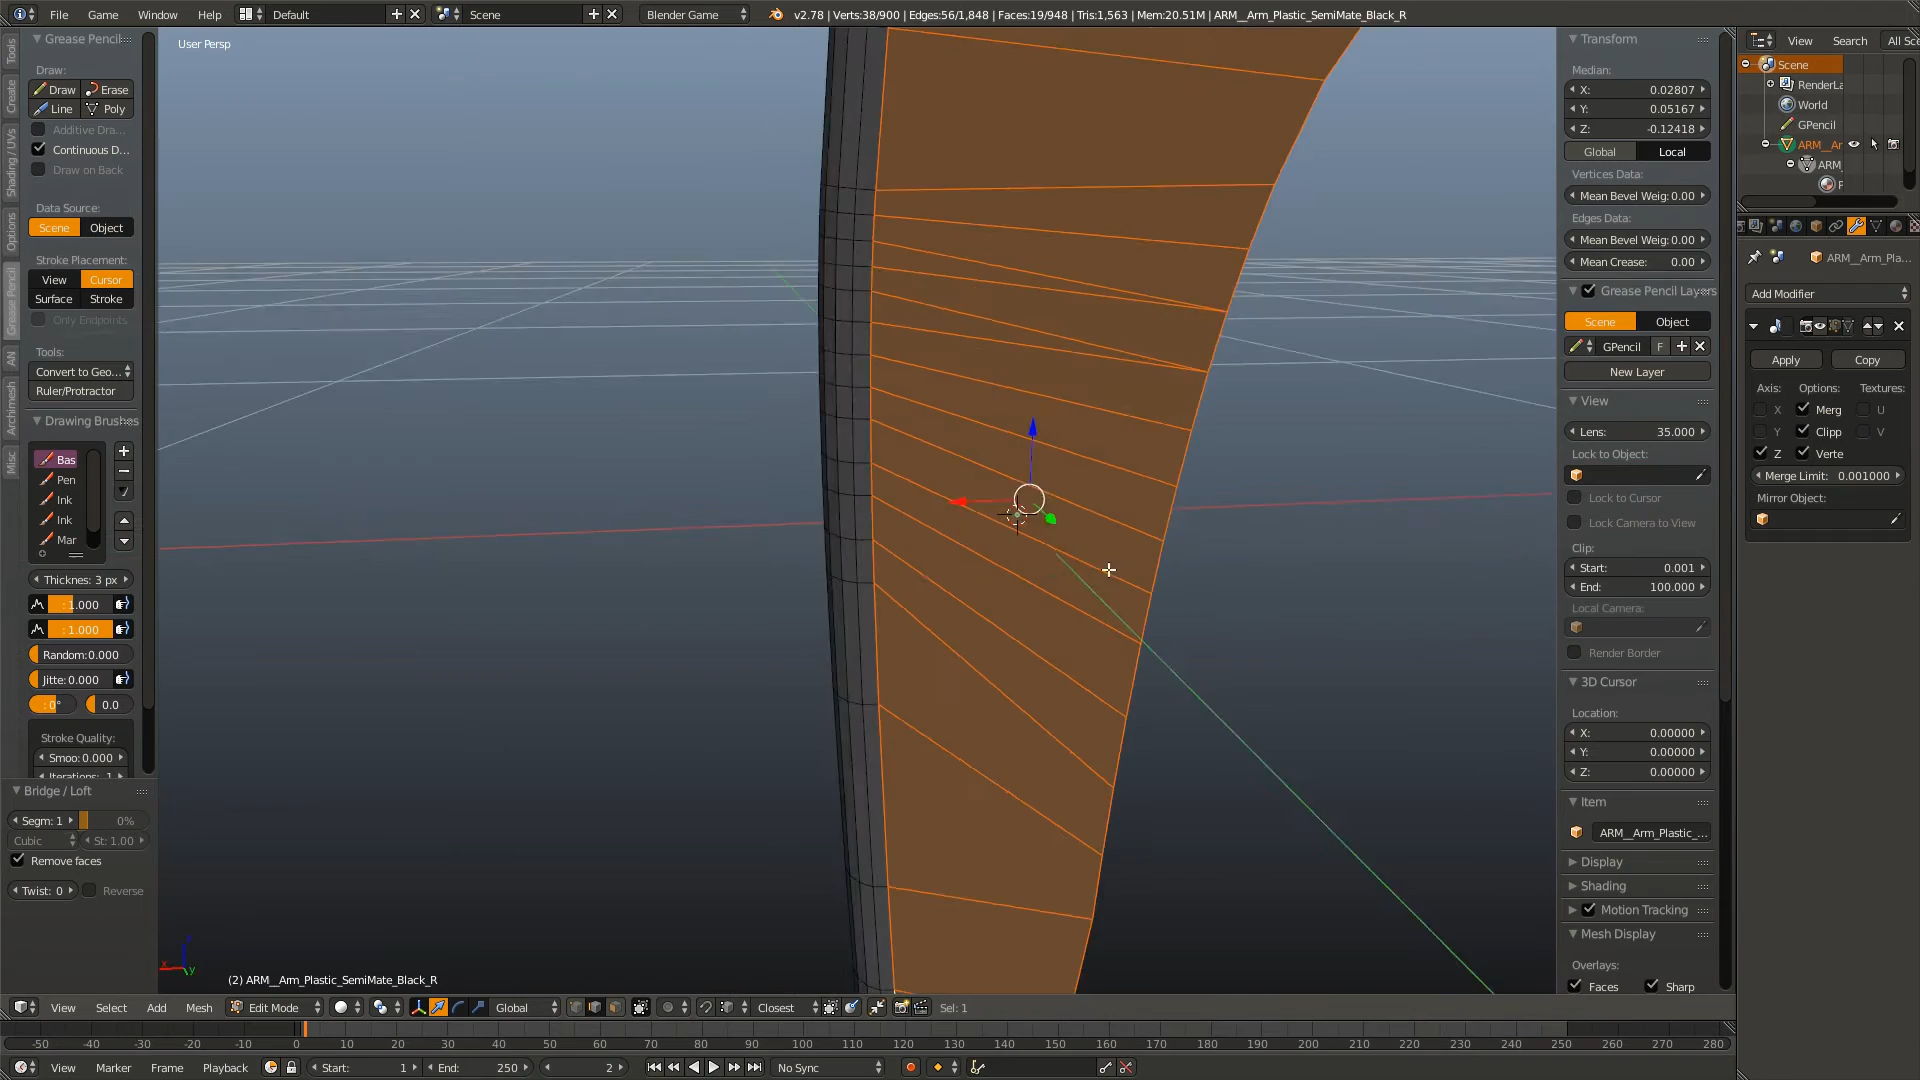 File Game Window Help Default Scene Blender Game v2.78 | Verts:38/900 | Edges:56/1,848 | Faces:19/948 | Tris:1,563 | Mem:20.51M | ARM__Arm_Plastic_SemiMate_Black_R
View Search All Sce
Tools
Create
Shading / UVs
Options
Grease Pencil
AN
Archimesh
Misc
Grease Pencil
Draw:
Draw Erase
Line Poly
Additive Dra...
Continuous D...
Draw on Back
Data Source:
Scene Object
Stroke Placement:
View Cursor
Surface Stroke
Only Endpoints
Tools:
Convert to Geo...
Ruler/Protractor
Drawing Brushes
Bas
Pen
Ink
Ink
Mar
Thicknes: 3 px
: 1.000
: 1.000
Random:0.000
Jitte: 0.000
: 0° 0.0
Stroke Quality:
Smoo: 0.000
Iterations: 1
Bridge / Loft
Segm: 1 0%
Cubic St: 1.00
Remove faces
Twist: 0 Reverse
User Persp
x y
(2) ARM__Arm_Plastic_SemiMate_Black_R
Transform
Median:
X: 0.02807
Y: 0.05167
Z: -0.12418
Global Local
Vertices Data:
Mean Bevel Weig: 0.00
Edges Data:
Mean Bevel Weig: 0.00
Mean Crease: 0.00
Grease Pencil Layers
Scene Object
GPencil F
New Layer
View
Lens: 35.000
Lock to Object:
Lock to Cursor
Lock Camera to View
Clip:
Start: 0.001
End: 100.000
Local Camera:
Render Border
3D Cursor
Location:
X: 0.00000
Y: 0.00000
Z: 0.00000
Item
ARM__Arm_Plastic_...
Display
Shading
Motion Tracking
Mesh Display
Overlays:
Faces Sharp
Scene
RenderLa
World
GPencil
ARM__Ar
ARM_
ARM__Arm_Pla...
Add Modifier
Apply Copy
Axis: Options: Textures:
X Merg U
Y Clipp V
Z Verte
Merge Limit: 0.001000
Mirror Object:
View Select Add Mesh Edit Mode Global Closest Sel: 1
-50 -40 -30 -20 -10 0 10 20 30 40 50 60 70 80 90 100 110 120 130 140 150 160 170 180 190 200 210 220 230 240 250 260 270 280
View Marker Frame Playback Start: 1 End: 250 2 No Sync